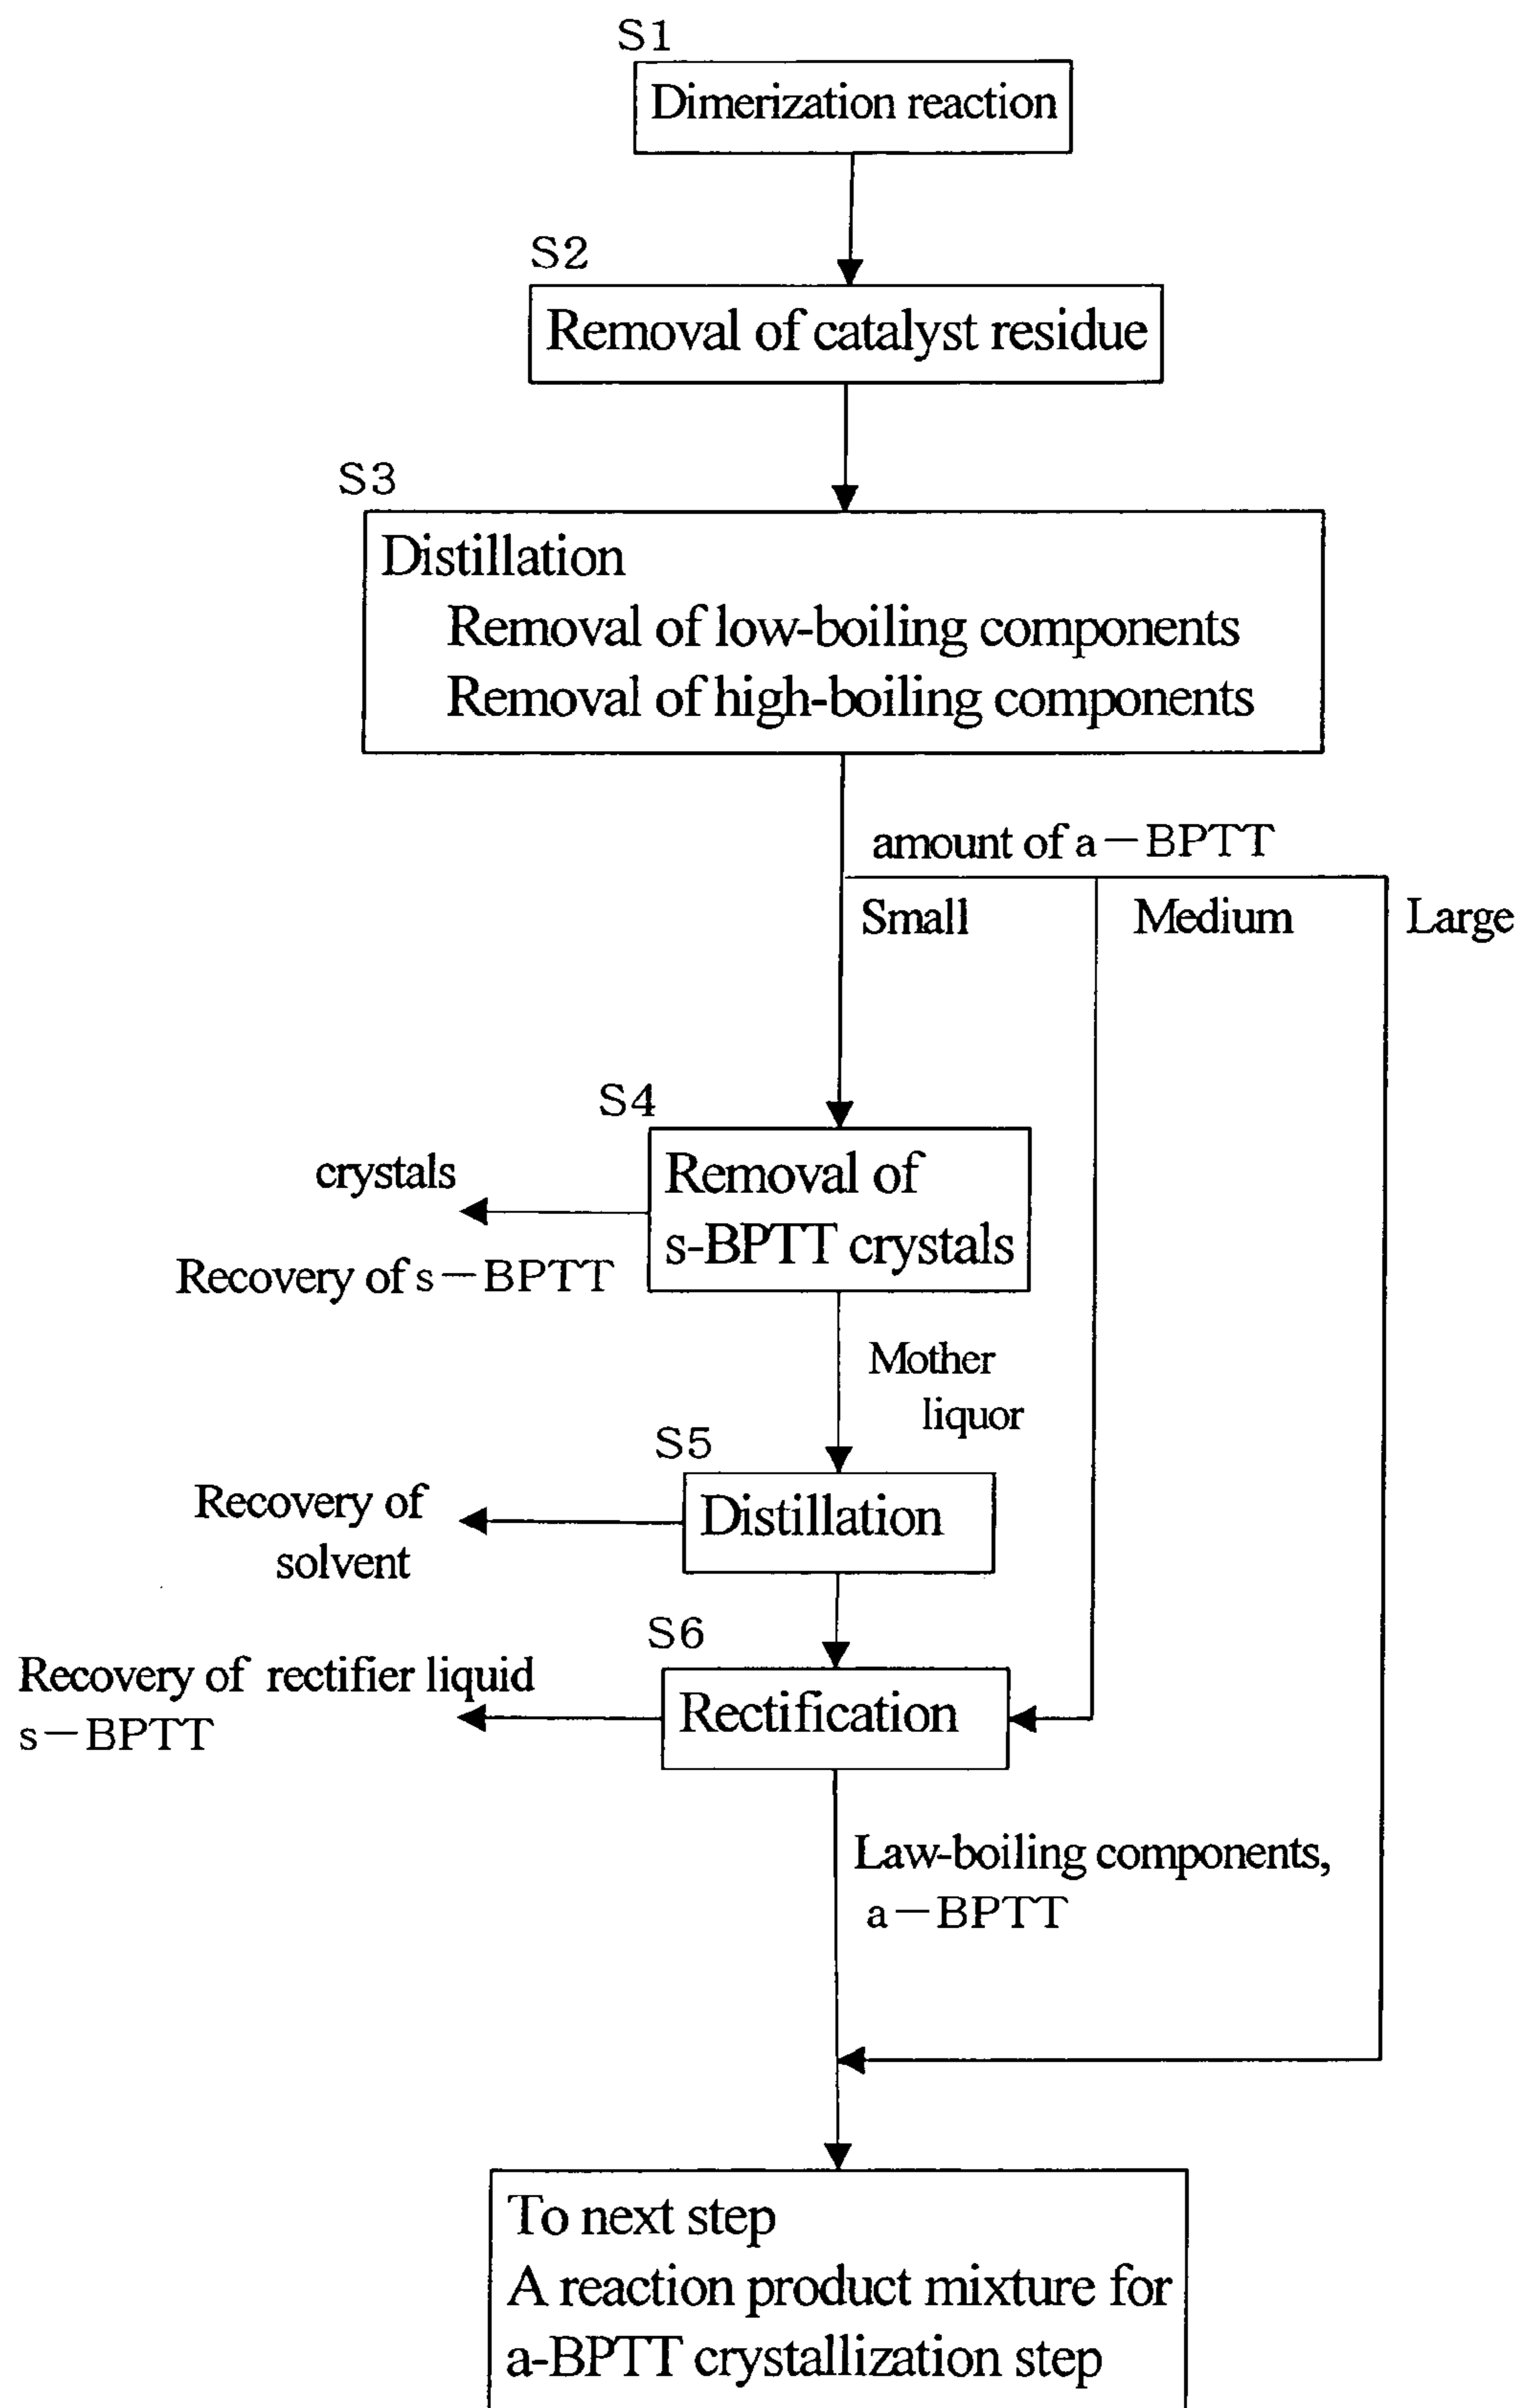 S1
Dimerization reaction
S2
Removal of catalyst residue
S3
Distillation
Removal of low-boiling components
Removal of high-boiling components
amount of a－BPTT
Small
Medium
Large
S4
Removal of
s-BPTT crystals
crystals
Recovery of s－BPTT
Mother
liquor
S5
Distillation
Recovery of
solvent
S6
Rectification
Recovery of rectifier liquid
s－BPTT
Law-boiling components,
a－BPTT
To next step
A reaction product mixture for
a-BPTT crystallization step